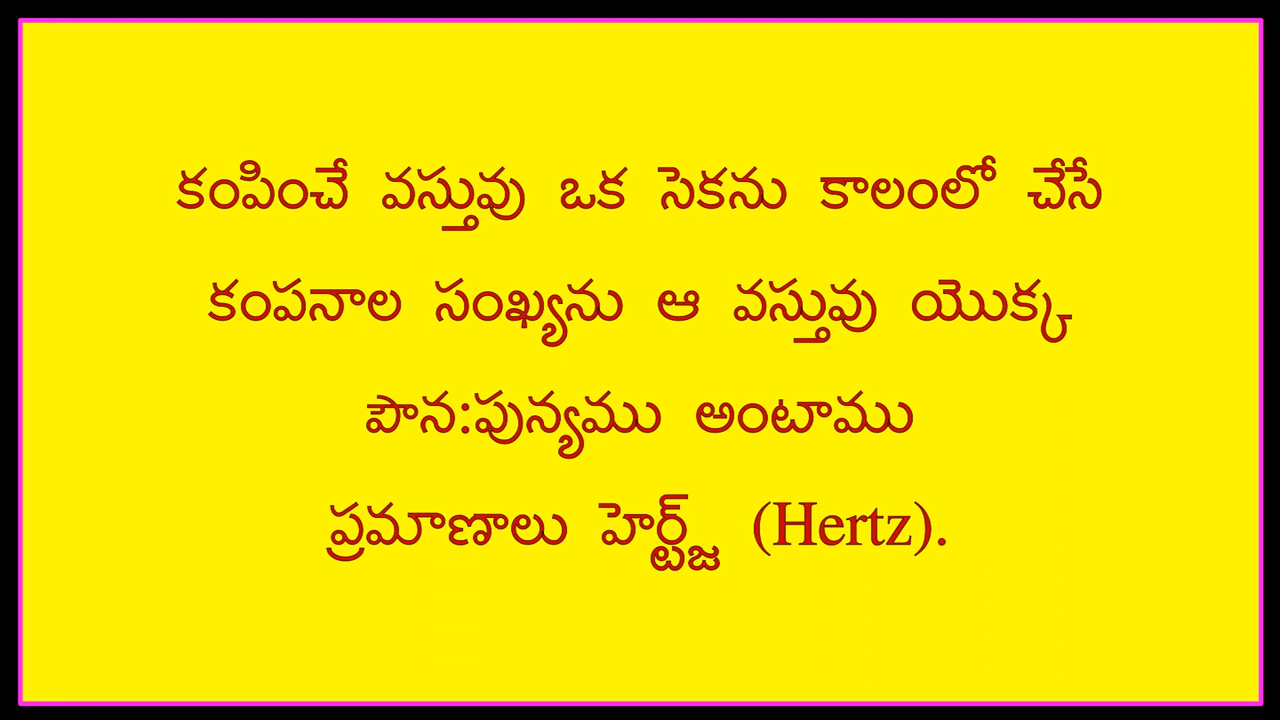 కంపించే వస్తువు ఒక సెకను కాలంలో చేసే
కంపనాల సంఖ్యను ఆ వస్తువు యొక్క
పౌన:పున్యము అంటాము
ప్రమాణాలు హెర్ట్జ్ (Hertz).